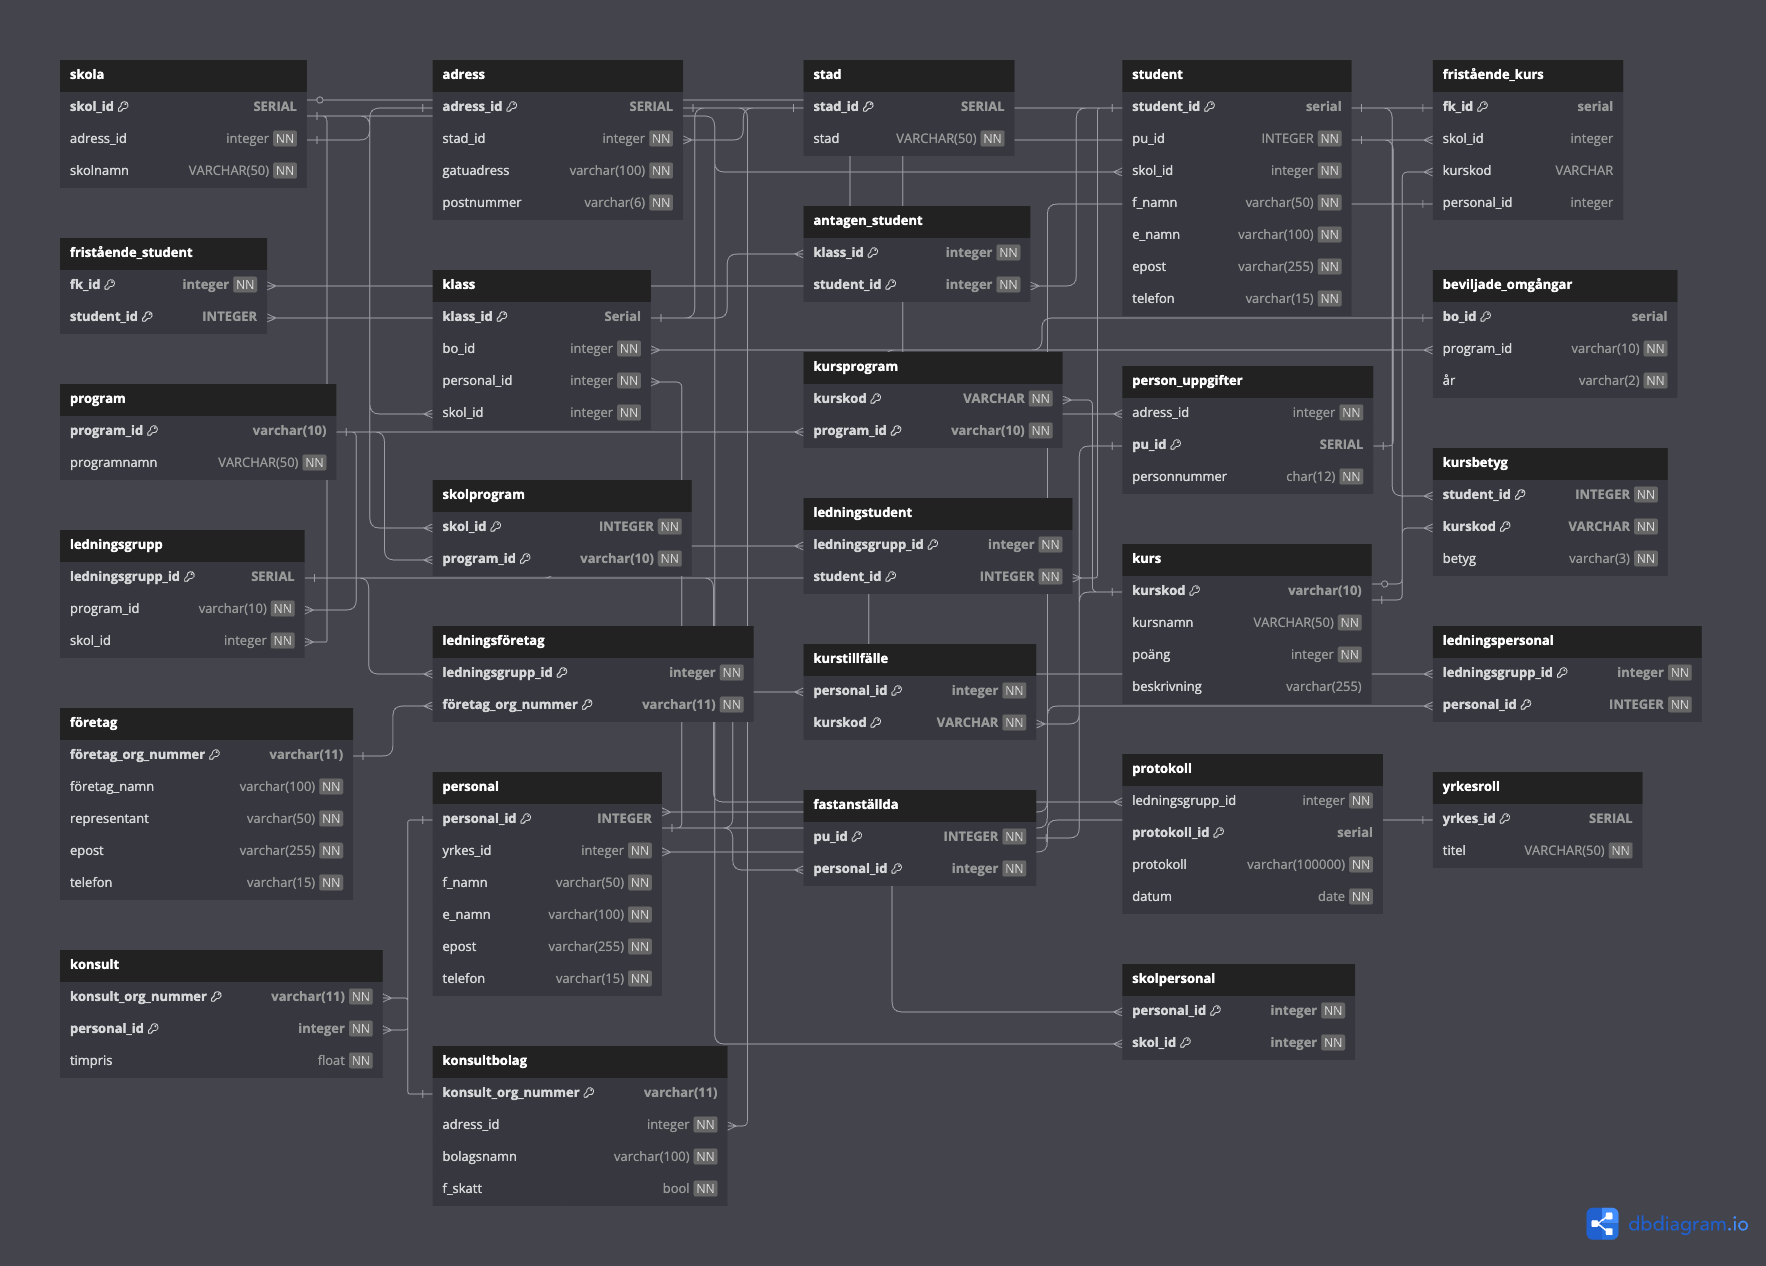 skola
skol_id SERIAL
adress_id integer NN
skolnamn VARCHAR(50) NN
adress
adress_id SERIAL
stad_id integer NN
gatuadress varchar(100) NN
postnummer varchar(6) NN
stad
stad_id SERIAL
stad VARCHAR(50) NN
student
student_id serial
pu_id INTEGER NN
skol_id integer NN
f_namn varchar(50) NN
e_namn varchar(100) NN
epost varchar(255) NN
telefon varchar(15) NN
fristående_kurs
fk_id serial
skol_id integer
kurskod VARCHAR
personal_id integer
fristående_student
fk_id integer NN
student_id INTEGER
klass
klass_id Serial
bo_id integer NN
personal_id integer NN
skol_id integer NN
antagen_student
klass_id integer NN
student_id integer NN
beviljade_omgångar
bo_id serial
program_id varchar(10) NN
år varchar(2) NN
program
program_id varchar(10)
programnamn VARCHAR(50) NN
kursprogram
kurskod VARCHAR NN
program_id varchar(10) NN
person_uppgifter
adress_id integer NN
pu_id SERIAL
personnummer char(12) NN
kursbetyg
student_id INTEGER NN
kurskod VARCHAR NN
betyg varchar(3) NN
skolprogram
skol_id INTEGER NN
program_id varchar(10) NN
ledningstudent
ledningsgrupp_id integer NN
student_id INTEGER NN
ledningsgrupp
ledningsgrupp_id SERIAL
program_id varchar(10) NN
skol_id integer NN
kurs
kurskod varchar(10)
kursnamn VARCHAR(50) NN
poäng integer NN
beskrivning varchar(255)
ledningsföretag
ledningsgrupp_id integer NN
företag_org_nummer varchar(11) NN
kurstillfälle
personal_id integer NN
kurskod VARCHAR NN
ledningspersonal
ledningsgrupp_id integer NN
personal_id INTEGER NN
företag
företag_org_nummer varchar(11)
företag_namn varchar(100) NN
representant varchar(50) NN
epost varchar(255) NN
telefon varchar(15) NN
personal
personal_id INTEGER
yrkes_id integer NN
f_namn varchar(50) NN
e_namn varchar(100) NN
epost varchar(255) NN
telefon varchar(15) NN
fastanställda
pu_id INTEGER NN
personal_id integer NN
protokoll
ledningsgrupp_id integer NN
protokoll_id serial
protokoll varchar(100000) NN
datum date NN
yrkesroll
yrkes_id SERIAL
titel VARCHAR(50) NN
konsult
konsult_org_nummer varchar(11) NN
personal_id integer NN
timpris float NN
skolpersonal
personal_id integer NN
skol_id integer NN
konsultbolag
konsult_org_nummer varchar(11)
adress_id integer NN
bolagsnamn varchar(100) NN
f_skatt bool NN
dbdiagram.io